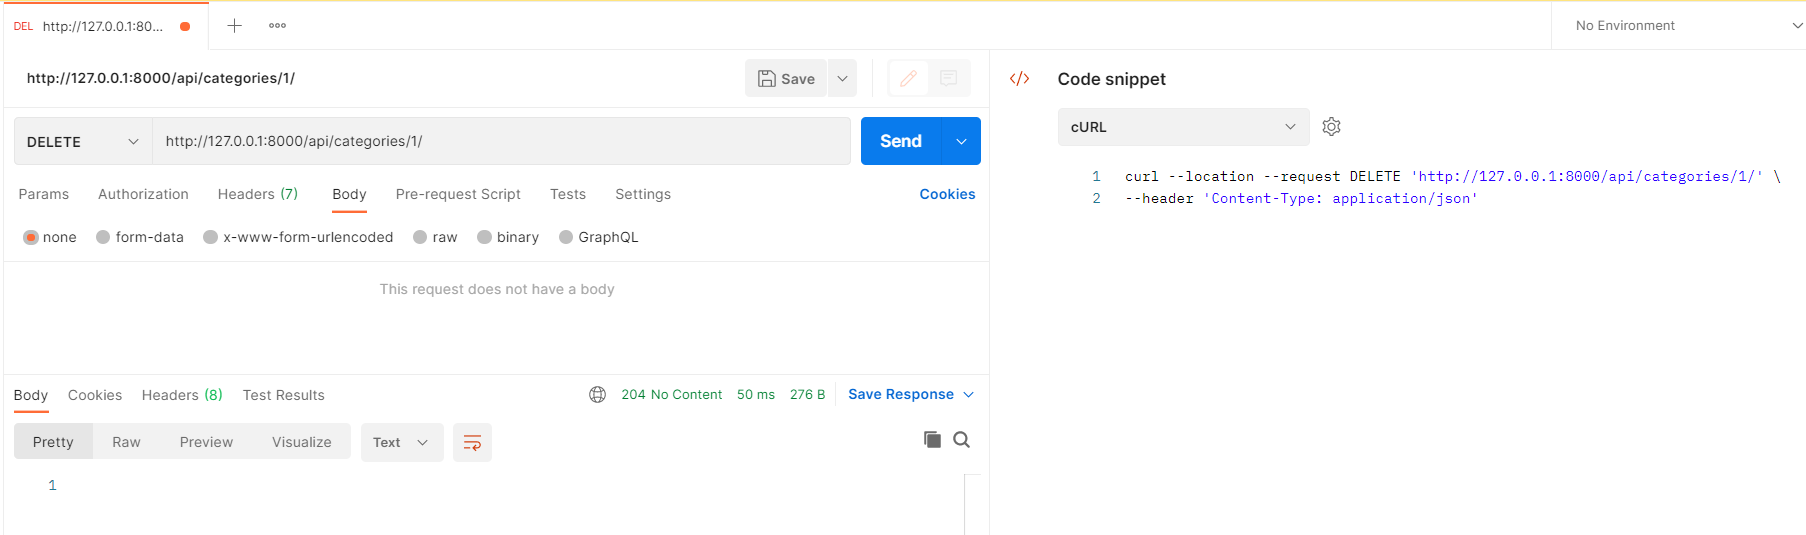 DEL http://127.0.0.1:80... No Environment
http://127.0.0.1:8000/api/categories/1/ Save
DELETE http://127.0.0.1:8000/api/categories/1/ Send
Params Authorization Headers (7) Body Pre-request Script Tests Settings Cookies
none form-data x-www-form-urlencoded raw binary GraphQL
This request does not have a body
Body Cookies Headers (8) Test Results 204 No Content 50 ms 276 B Save Response
Pretty Raw Preview Visualize Text
1
</> Code snippet
cURL
1 curl --location --request DELETE 'http://127.0.0.1:8000/api/categories/1/' \
2 --header 'Content-Type: application/json'